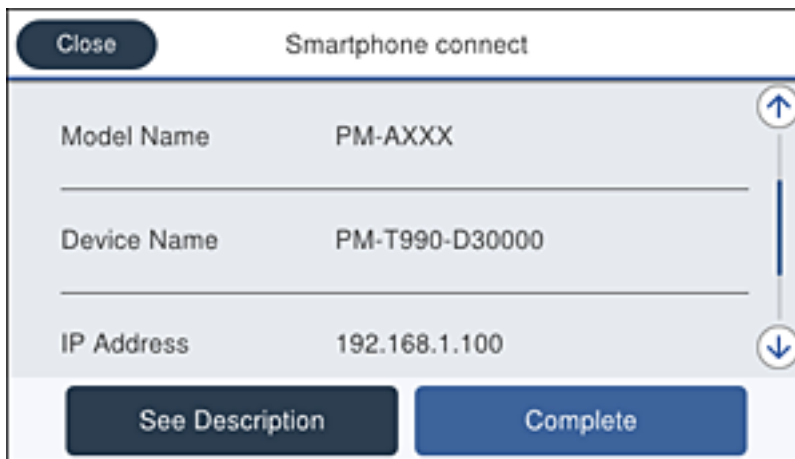 Close Smartphone connect
Model Name PM-AXXX
Device Name PM-T990-D30000
IP Address 192.168.1.100
See Description Complete